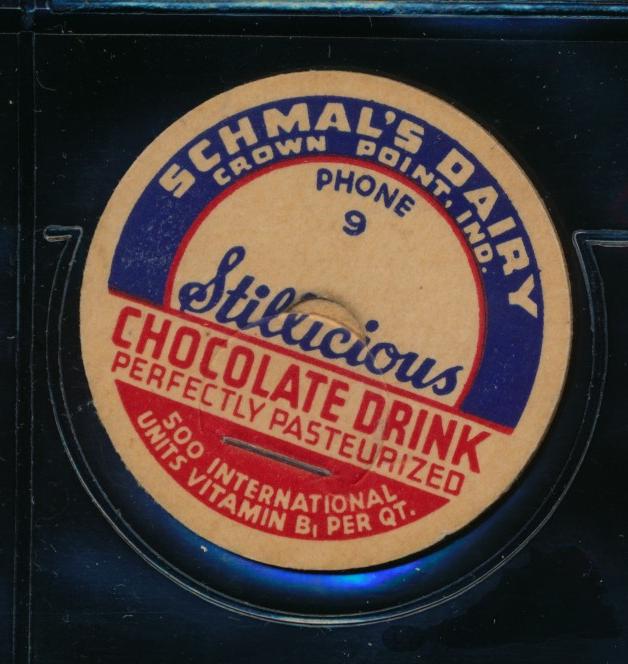 SCHMAL'S DAIRY
CROWN POINT, IND.
PHONE
9
Stillicious
CHOCOLATE DRINK
PERFECTLY PASTEURIZED
500 INTERNATIONAL
UNITS VITAMIN B₁ PER QT.